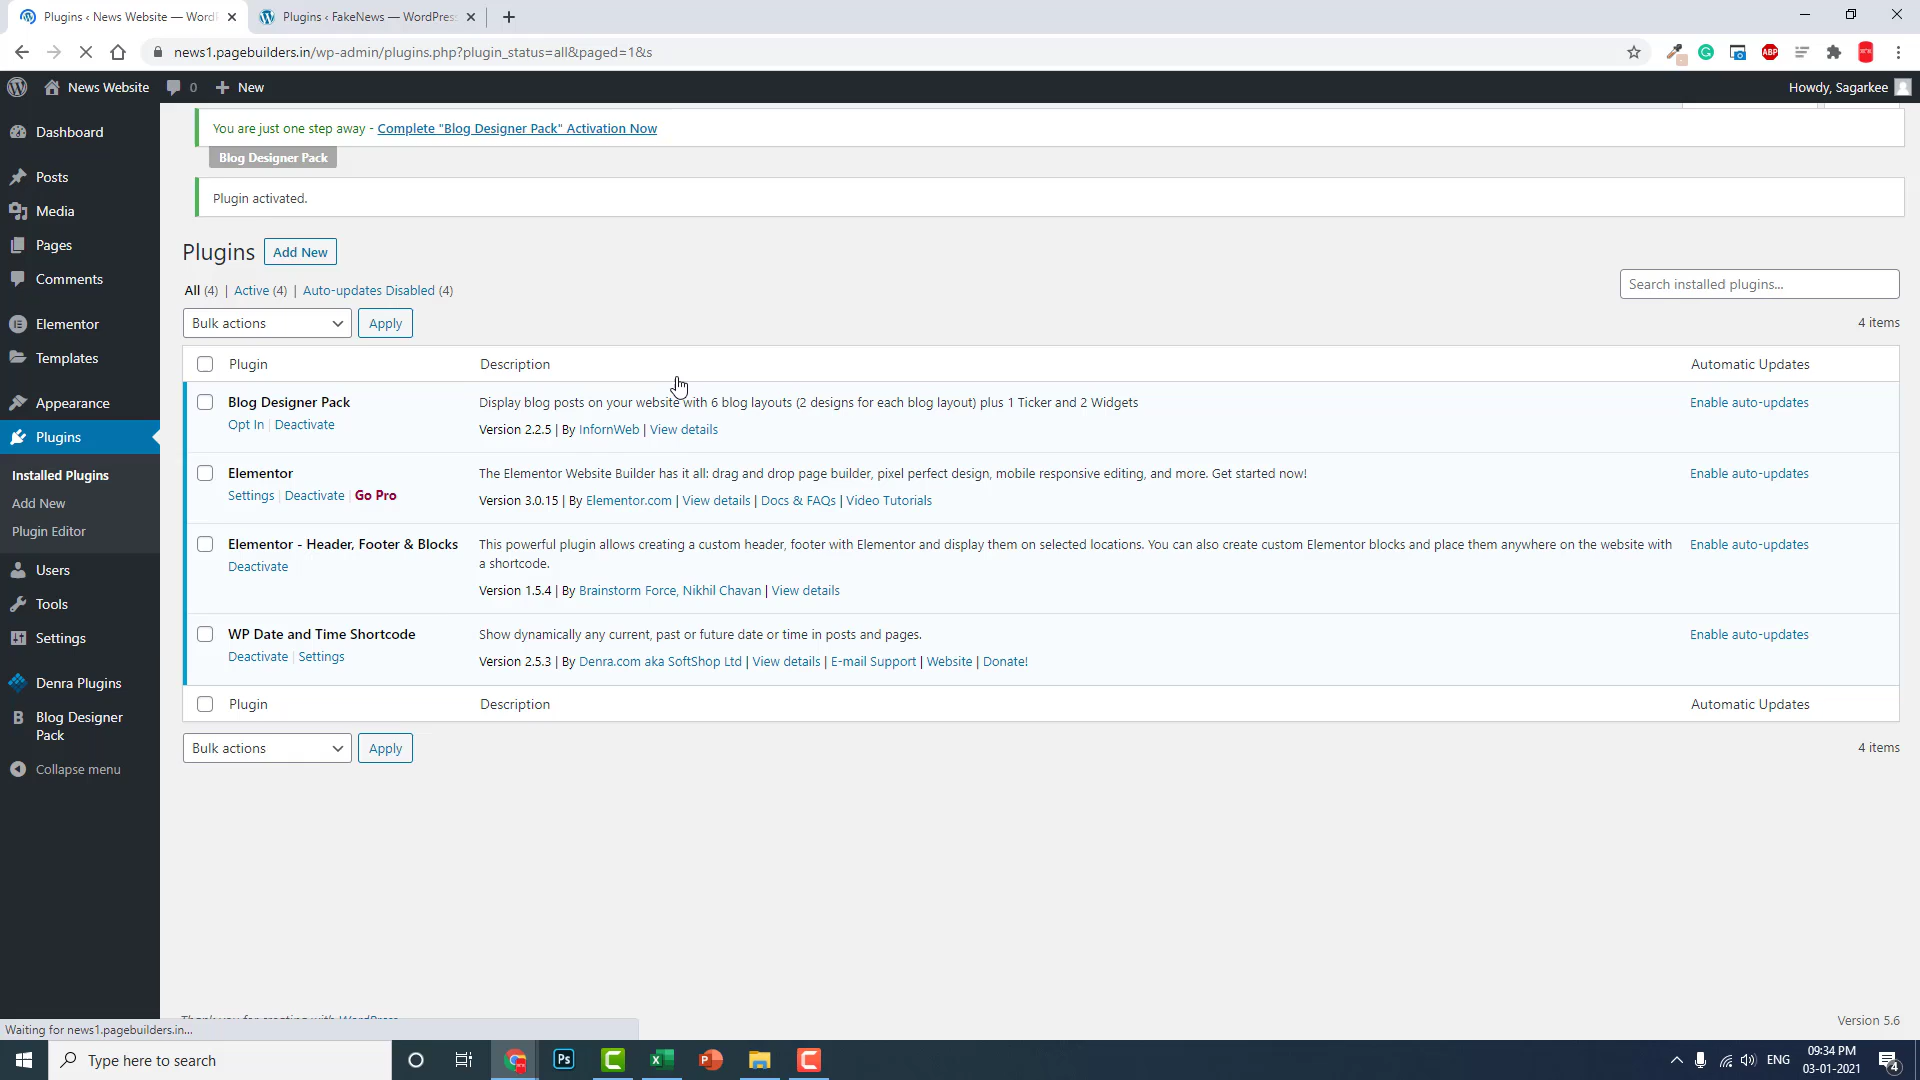 Plugins ‹ News Website — WordP
Plugins ‹ FakeNews — WordPress
news1.pagebuilders.in/wp-admin/plugins.php?plugin_status=all&paged=1&s
ABP
News Website
0
New
Howdy, Sagarkee
Dashboard
Posts
Media
Pages
Comments
Elementor
Templates
Appearance
Plugins
Installed Plugins
Add New
Plugin Editor
Users
Tools
Settings
Denra Plugins
Blog Designer
Pack
Collapse menu
You are just one step away - Complete "Blog Designer Pack" Activation Now
Blog Designer Pack
Plugin activated.
Plugins Add New
All (4) | Active (4) | Auto-updates Disabled (4)
Search installed plugins...
Bulk actions Apply
4 items
Plugin Description Automatic Updates
Blog Designer Pack
Opt In | Deactivate
Display blog posts on your website with 6 blog layouts (2 designs for each blog layout) plus 1 Ticker and 2 Widgets
Version 2.2.5 | By InfornWeb | View details
Enable auto-updates
Elementor
Settings | Deactivate | Go Pro
The Elementor Website Builder has it all: drag and drop page builder, pixel perfect design, mobile responsive editing, and more. Get started now!
Version 3.0.15 | By Elementor.com | View details | Docs & FAQs | Video Tutorials
Enable auto-updates
Elementor - Header, Footer & Blocks
Deactivate
This powerful plugin allows creating a custom header, footer with Elementor and display them on selected locations. You can also create custom Elementor blocks and place them anywhere on the website with
a shortcode.
Version 1.5.4 | By Brainstorm Force, Nikhil Chavan | View details
Enable auto-updates
WP Date and Time Shortcode
Deactivate | Settings
Show dynamically any current, past or future date or time in posts and pages.
Version 2.5.3 | By Denra.com aka SoftShop Ltd | View details | E-mail Support | Website | Donate!
Enable auto-updates
Plugin Description Automatic Updates
Bulk actions Apply
4 items
Thank you for creating with WordPress
Version 5.6
Waiting for news1.pagebuilders.in...
Type here to search
Ps
ENG
09:34 PM
03-01-2021
4